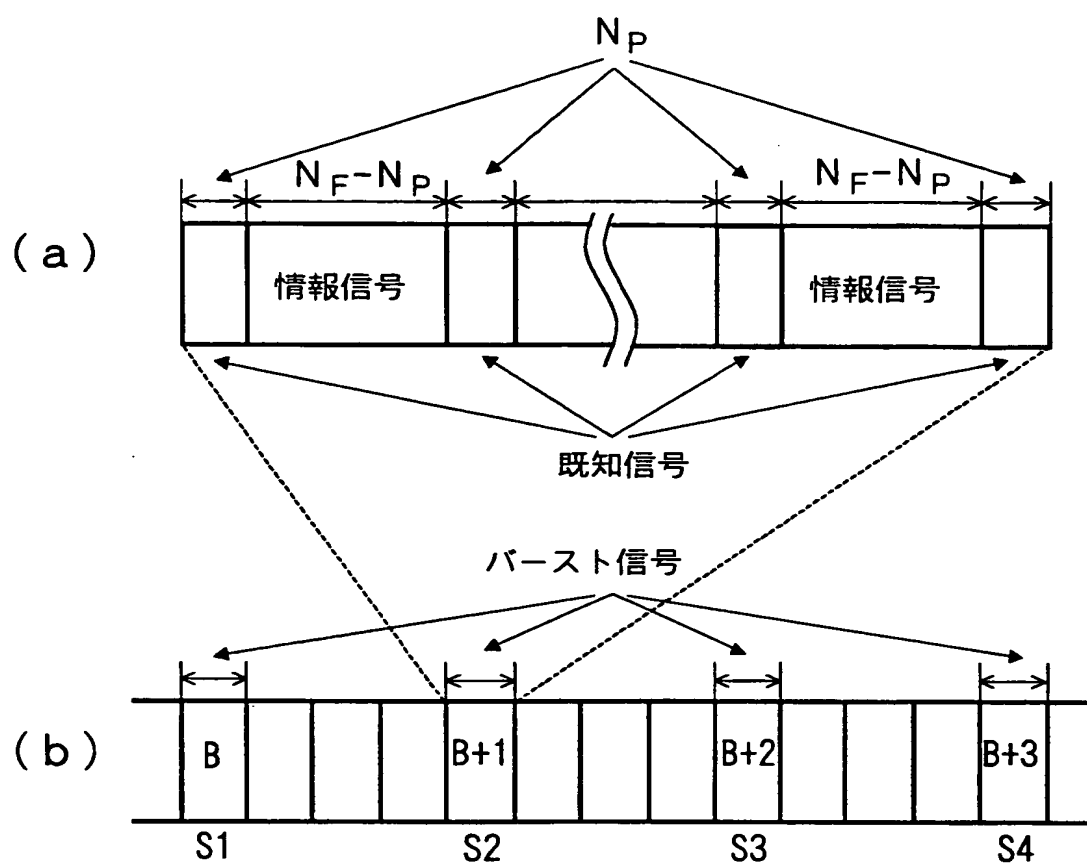 N_P
N_F-N_P N_F-N_P
(a)
情報信号 情報信号
既知信号
バースト信号
(b) B B+1 B+2 B+3
S1 S2 S3 S4